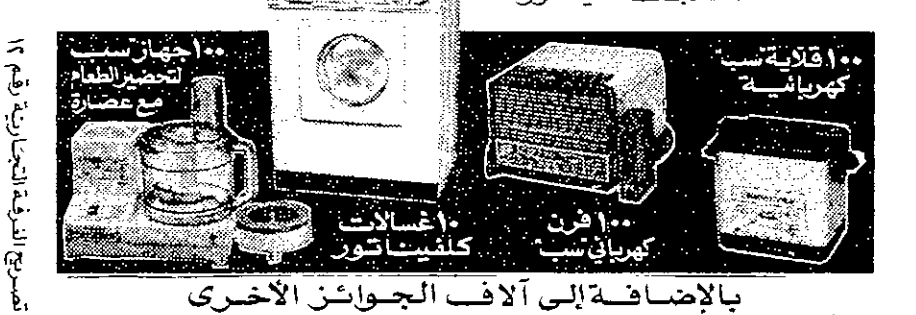 ١٠٠ قلاية "سب"
كهربائية
١٠٠ جهاز "سب"
لتحضير الطعام
مع عصارة
١٠٠ فرن
كهربائي "سب"
١٠ غسالات
كلفيناتور
بالإضافة إلى آلاف الجوائز الأخرى
تصريح الغرفة التجارية رقم ١٢